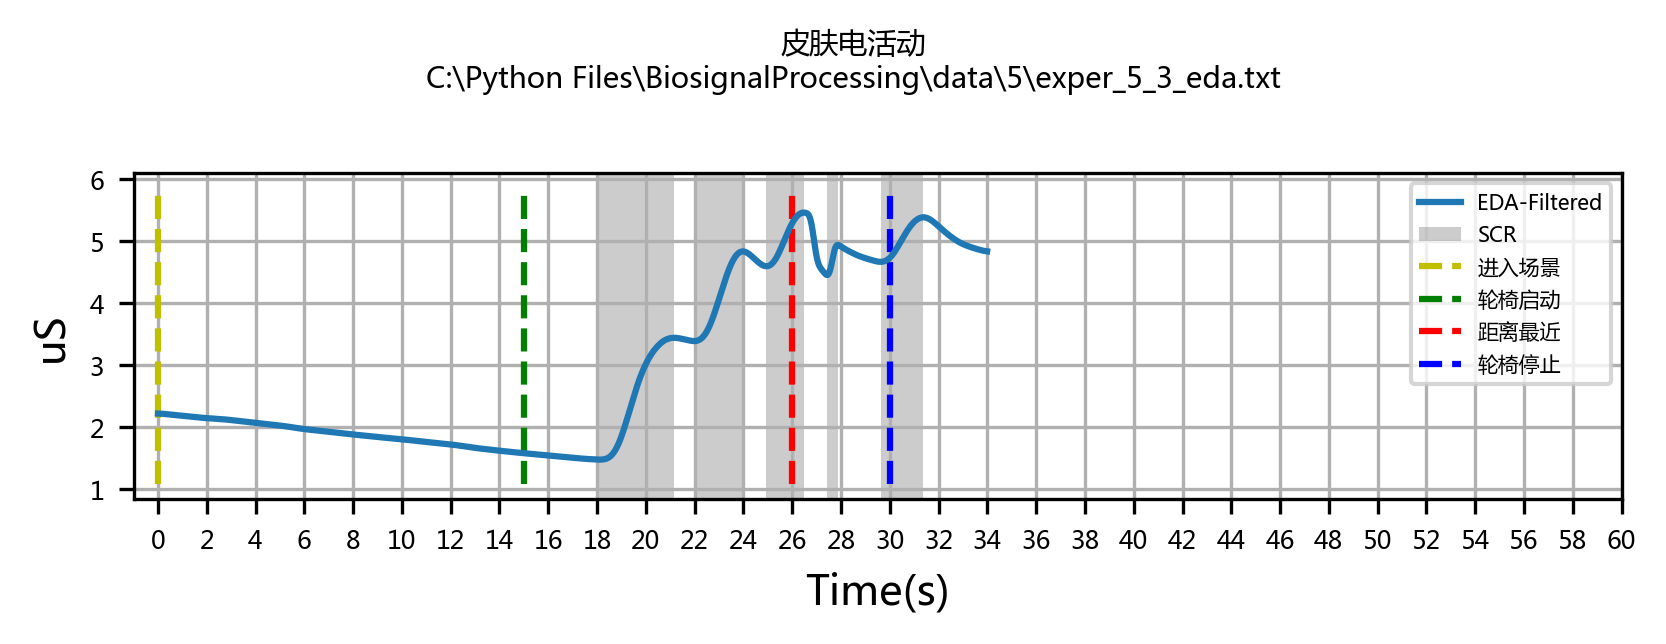 皮肤电活动
C:\Python Files\BiosignalProcessing\data\5\exper_5_3_eda.txt
6
5
4
3
2
1
uS
EDA-Filtered
SCR
进入场景
轮椅启动
距离最近
轮椅停止
0 2 4 6 8 10 12 14 16 18 20 22 24 26 28 30 32 34 36 38 40 42 44 46 48 50 52 54 56 58 60
Time(s)